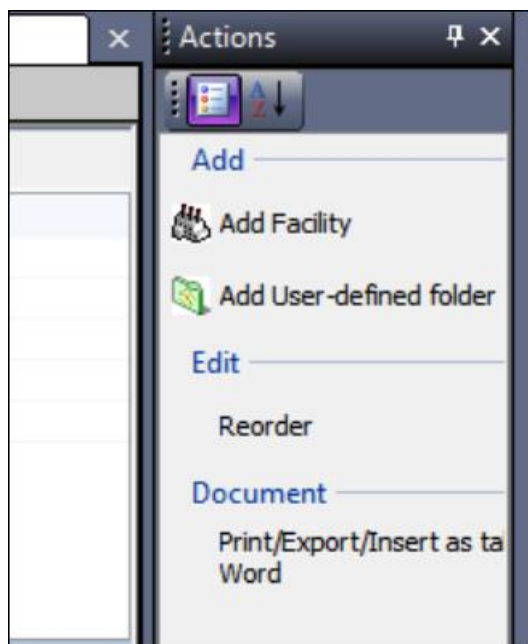 Actions
A
Z
Add
Add Facility
Add User-defined folder
Edit
Reorder
Document
Print/Export/Insert as ta
Word